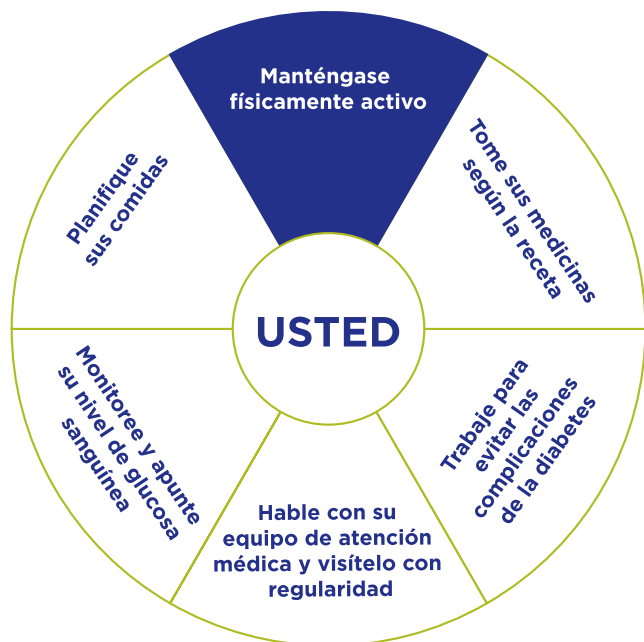 Manténgase
físicamente activo
Tome sus medicinas
según la receta
Trabaje para
evitar las
complicaciones
de la diabetes
Hable con su
equipo de atención
médica y visítelo con
regularidad
Monitoree y apunte
su nivel de glucosa
sanguínea
Planifique
sus comidas
USTED